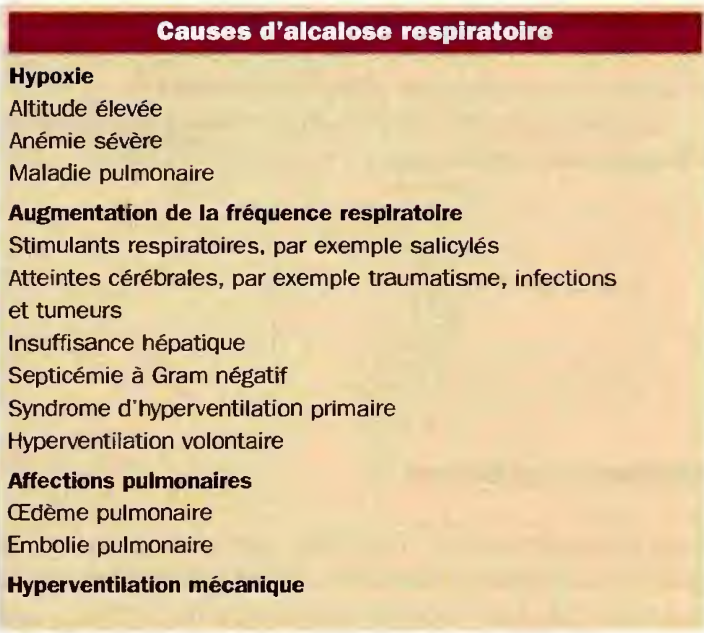 Causes d'alcalose respiratoire
Hypoxie
Altitude élevée
Anémie sévère
Maladie pulmonaire
Augmentation de la fréquence respiratoire
Stimulants respiratoires, par exemple salicylés
Atteintes cérébrales, par exemple traumatisme, infections
et tumeurs
Insuffisance hépatique
Septicémie à Gram négatif
Syndrome d'hyperventilation primaire
Hyperventilation volontaire
Affections pulmonaires
Œdème pulmonaire
Embolie pulmonaire
Hyperventilation mécanique